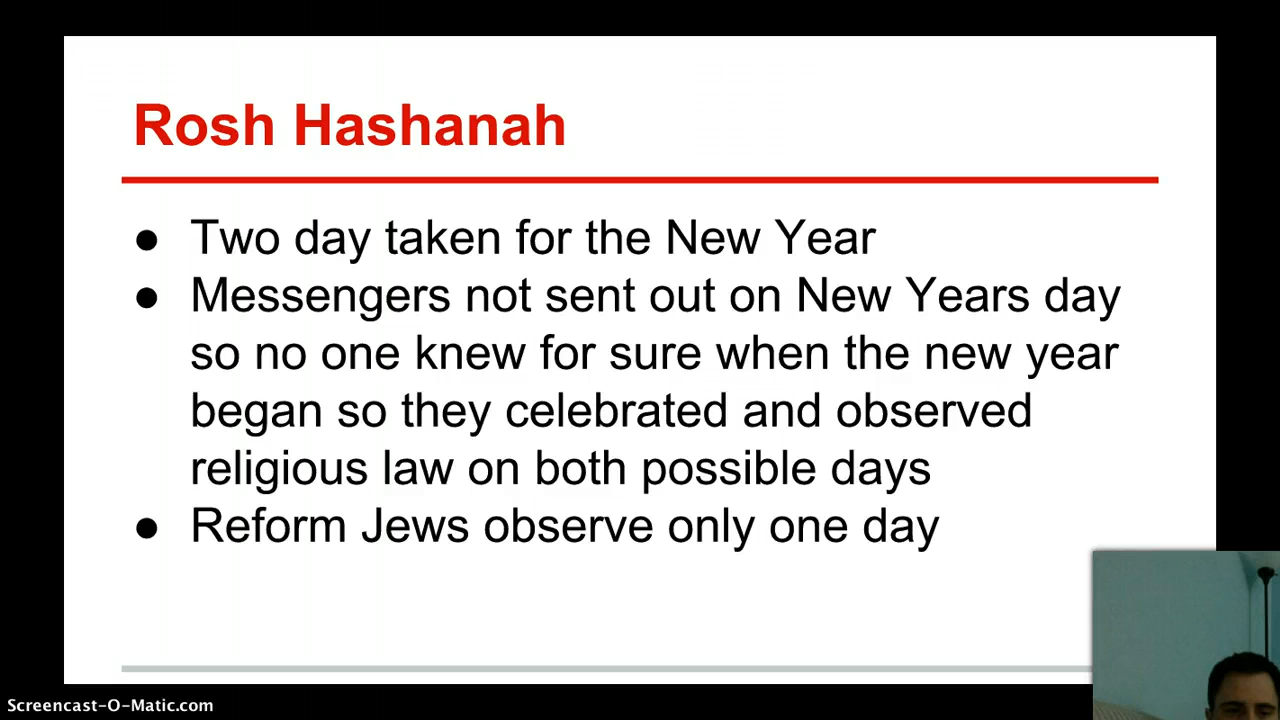 Rosh Hashanah
● Two day taken for the New Year
● Messengers not sent out on New Years day
so no one knew for sure when the new year
began so they celebrated and observed
religious law on both possible days
● Reform Jews observe only one day
Screencast-O-Matic.com